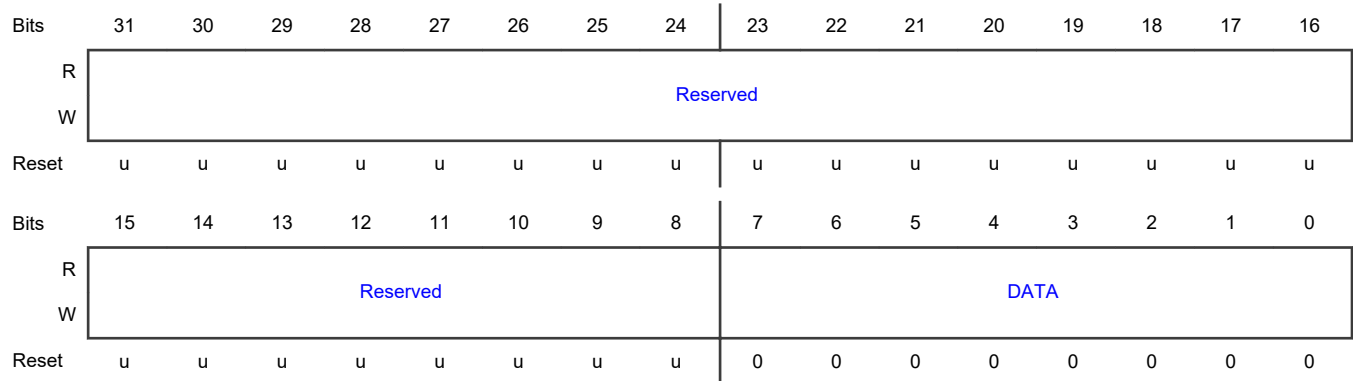 Bits 31 30 29 28 27 26 25 24 23 22 21 20 19 18 17 16
R
Reserved
W
Reset u u u u u u u u u u u u u u u u
Bits 15 14 13 12 11 10 9 8 7 6 5 4 3 2 1 0
R
Reserved DATA
W
Reset u u u u u u u u 0 0 0 0 0 0 0 0